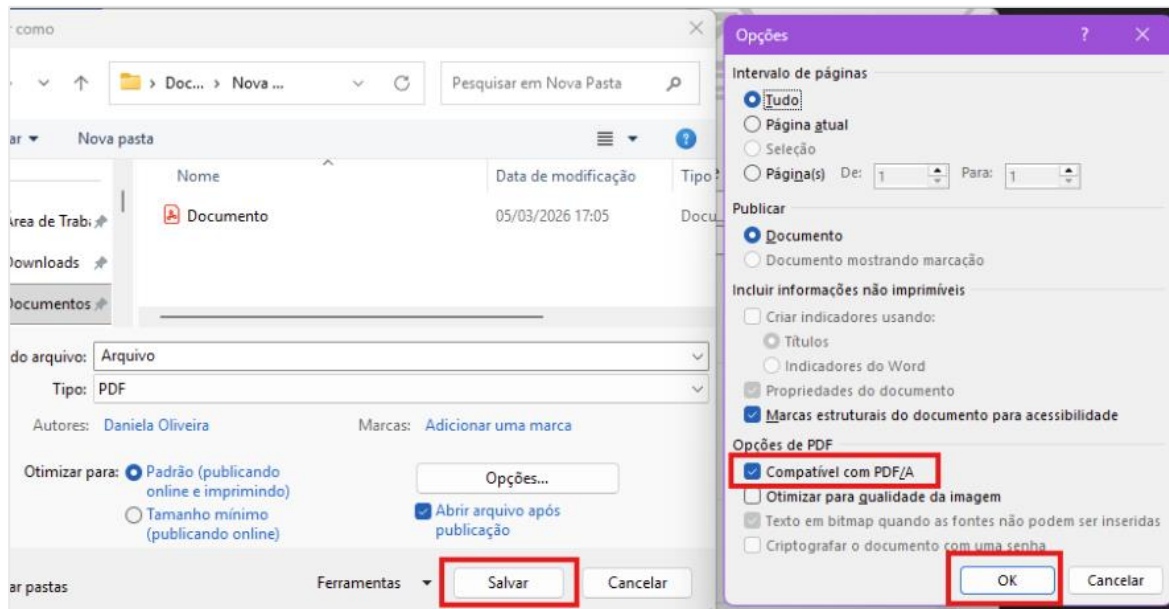 como
Doc... > Nova ...
Pesquisar em Nova Pasta
ar
Nova pasta
Nome
Data de modificação
Tipo
Área de Trab
Documento
05/03/2026 17:05
Docu
Downloads
Documentos
do arquivo: Arquivo
Tipo: PDF
Autores: Daniela Oliveira
Marcas: Adicionar uma marca
Otimizar para:
Padrão (publicando
online e imprimindo)
Tamanho mínimo
(publicando online)
Opções...
Abrir arquivo após
publicação
ar pastas
Ferramentas
Salvar
Cancelar
Opções
? 
Intervalo de páginas
Tudo
Página atual
Seleção
Página(s) De: 1 Para: 1
Publicar
Documento
Documento mostrando marcação
Incluir informações não imprimíveis
Criar indicadores usando:
Títulos
Indicadores do Word
Propriedades do documento
Marcas estruturais do documento para acessibilidade
Opções de PDF
Compatível com PDF/A
Otimizar para qualidade da imagem
Texto em bitmap quando as fontes não podem ser inseridas
Criptografar o documento com uma senha
OK
Cancelar